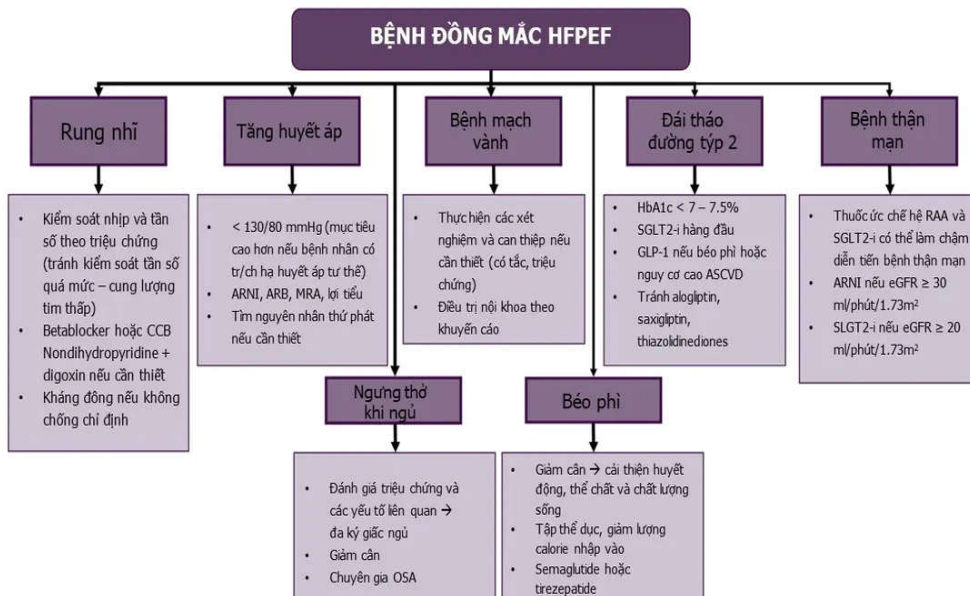 BỆNH ĐỒNG MẮC HFPEF
Rung nhĩ
• Kiểm soát nhịp và tần
số theo triệu chứng
(tránh kiểm soát tần số
quá mức – cung lượng
tim thấp)
• Betablocker hoặc CCB
Nondihydropyridine +
digoxin nếu cần thiết
• Kháng đông nếu không
chống chỉ định
Tăng huyết áp
• < 130/80 mmHg (mục tiêu
cao hơn nếu bệnh nhân có
tr/ch hạ huyết áp tư thế)
• ARNI, ARB, MRA, lợi tiểu
• Tìm nguyên nhân thứ phát
nếu cần thiết
Bệnh mạch
vành
• Thực hiện các xét
nghiệm và can thiệp nếu
cần thiết (có tắc, triệu
chứng)
• Điều trị nội khoa theo
khuyến cáo
Đái tháo
đường týp 2
• HbA1c < 7 – 7.5%
• SGLT2-i hàng đầu
• GLP-1 nếu béo phì hoặc
nguy cơ cao ASCVD
• Tránh alogliptin,
saxigliptin,
thiazolidinediones
Bệnh thận
mạn
• Thuốc ức chế hệ RAA và
SGLT2-i có thể làm chậm
diễn tiến bệnh thận mạn
• ARNI nếu eGFR ≥ 30
ml/phút/1.73m²
• SLGT2-i nếu eGFR ≥ 20
ml/phút/1.73m²
Ngưng thở
khi ngủ
• Đánh giá triệu chứng và
các yếu tố liên quan →
đa ký giấc ngủ
• Giảm cân
• Chuyên gia OSA
Béo phì
• Giảm cân → cải thiện huyết
động, thể chất và chất lượng
sống
• Tập thể dục, giảm lượng
calorie nhập vào
• Semaglutide hoặc
tirezepatide